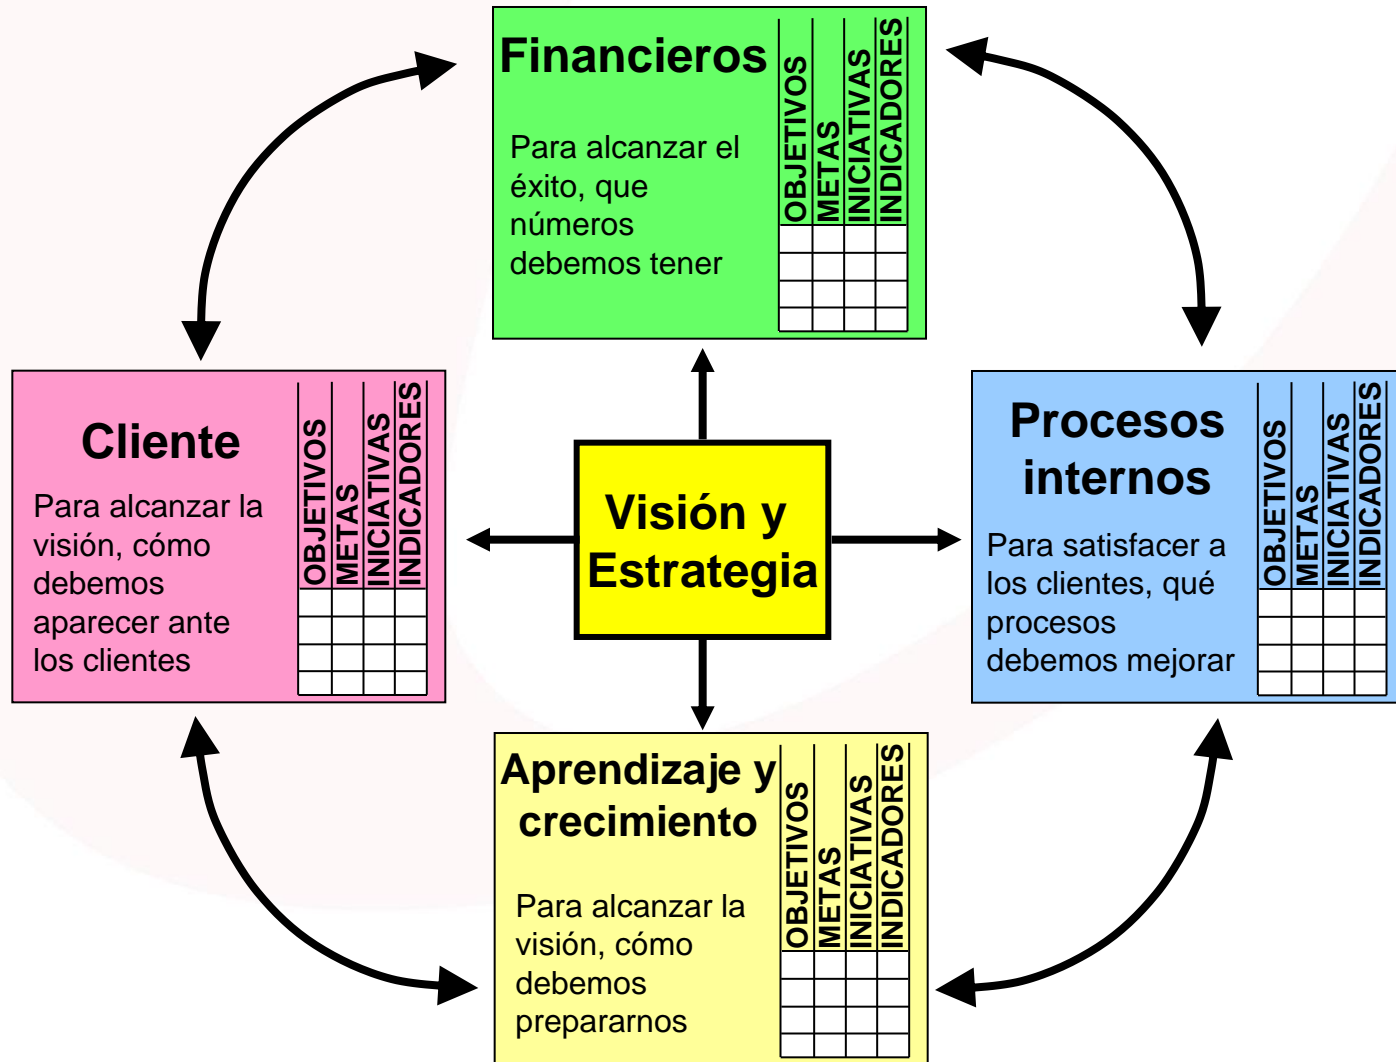 Financieros
Para alcanzar el
éxito, que
números
debemos tener
OBJETIVOS
METAS
INICIATIVAS
INDICADORES
Cliente
Para alcanzar la
visión, cómo
debemos
aparecer ante
los clientes
OBJETIVOS
METAS
INICIATIVAS
INDICADORES
Visión y
Estrategia
Procesos
internos
Para satisfacer a
los clientes, qué
procesos
debemos mejorar
OBJETIVOS
METAS
INICIATIVAS
INDICADORES
Aprendizaje y
crecimiento
Para alcanzar la
visión, cómo
debemos
prepararnos
OBJETIVOS
METAS
INICIATIVAS
INDICADORES